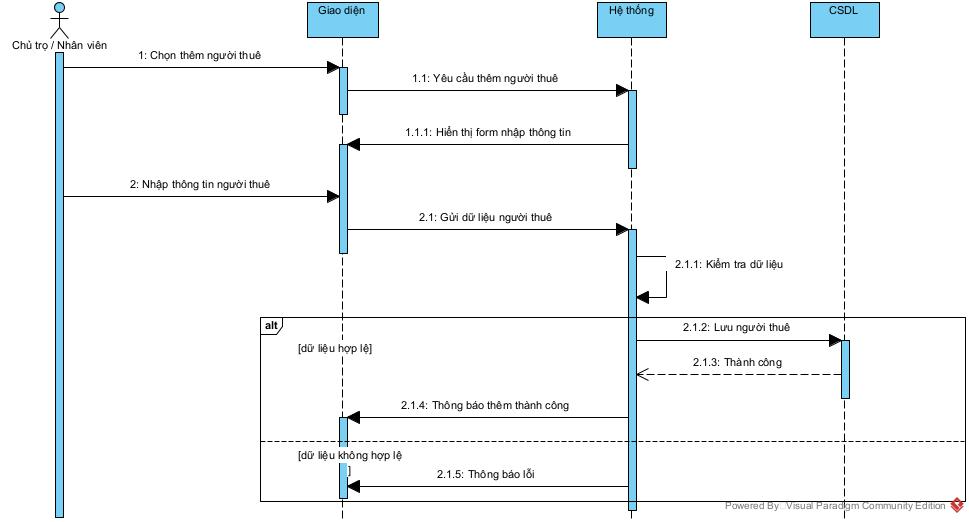 Giao diện
Hệ thống
CSDL
Chủ trọ / Nhân viên
1: Chọn thêm người thuê
1.1: Yêu cầu thêm người thuê
1.1.1: Hiển thị form nhập thông tin
2: Nhập thông tin người thuê
2.1: Gửi dữ liệu người thuê
2.1.1: Kiểm tra dữ liệu
alt
2.1.2: Lưu người thuê
[dữ liệu hợp lệ]
2.1.3: Thành công
2.1.4: Thông báo thêm thành công
[dữ liệu không hợp lệ
]
2.1.5: Thông báo lỗi
Powered By Visual Paradigm Community Edition